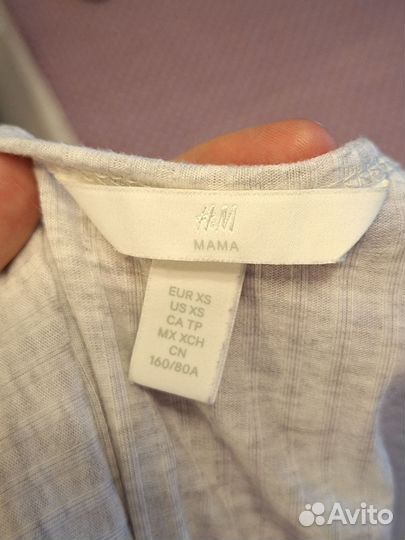 H&M
MAMA
EUR XS
US XS
CA TP
MX XCH
CN
160/80A
Avito